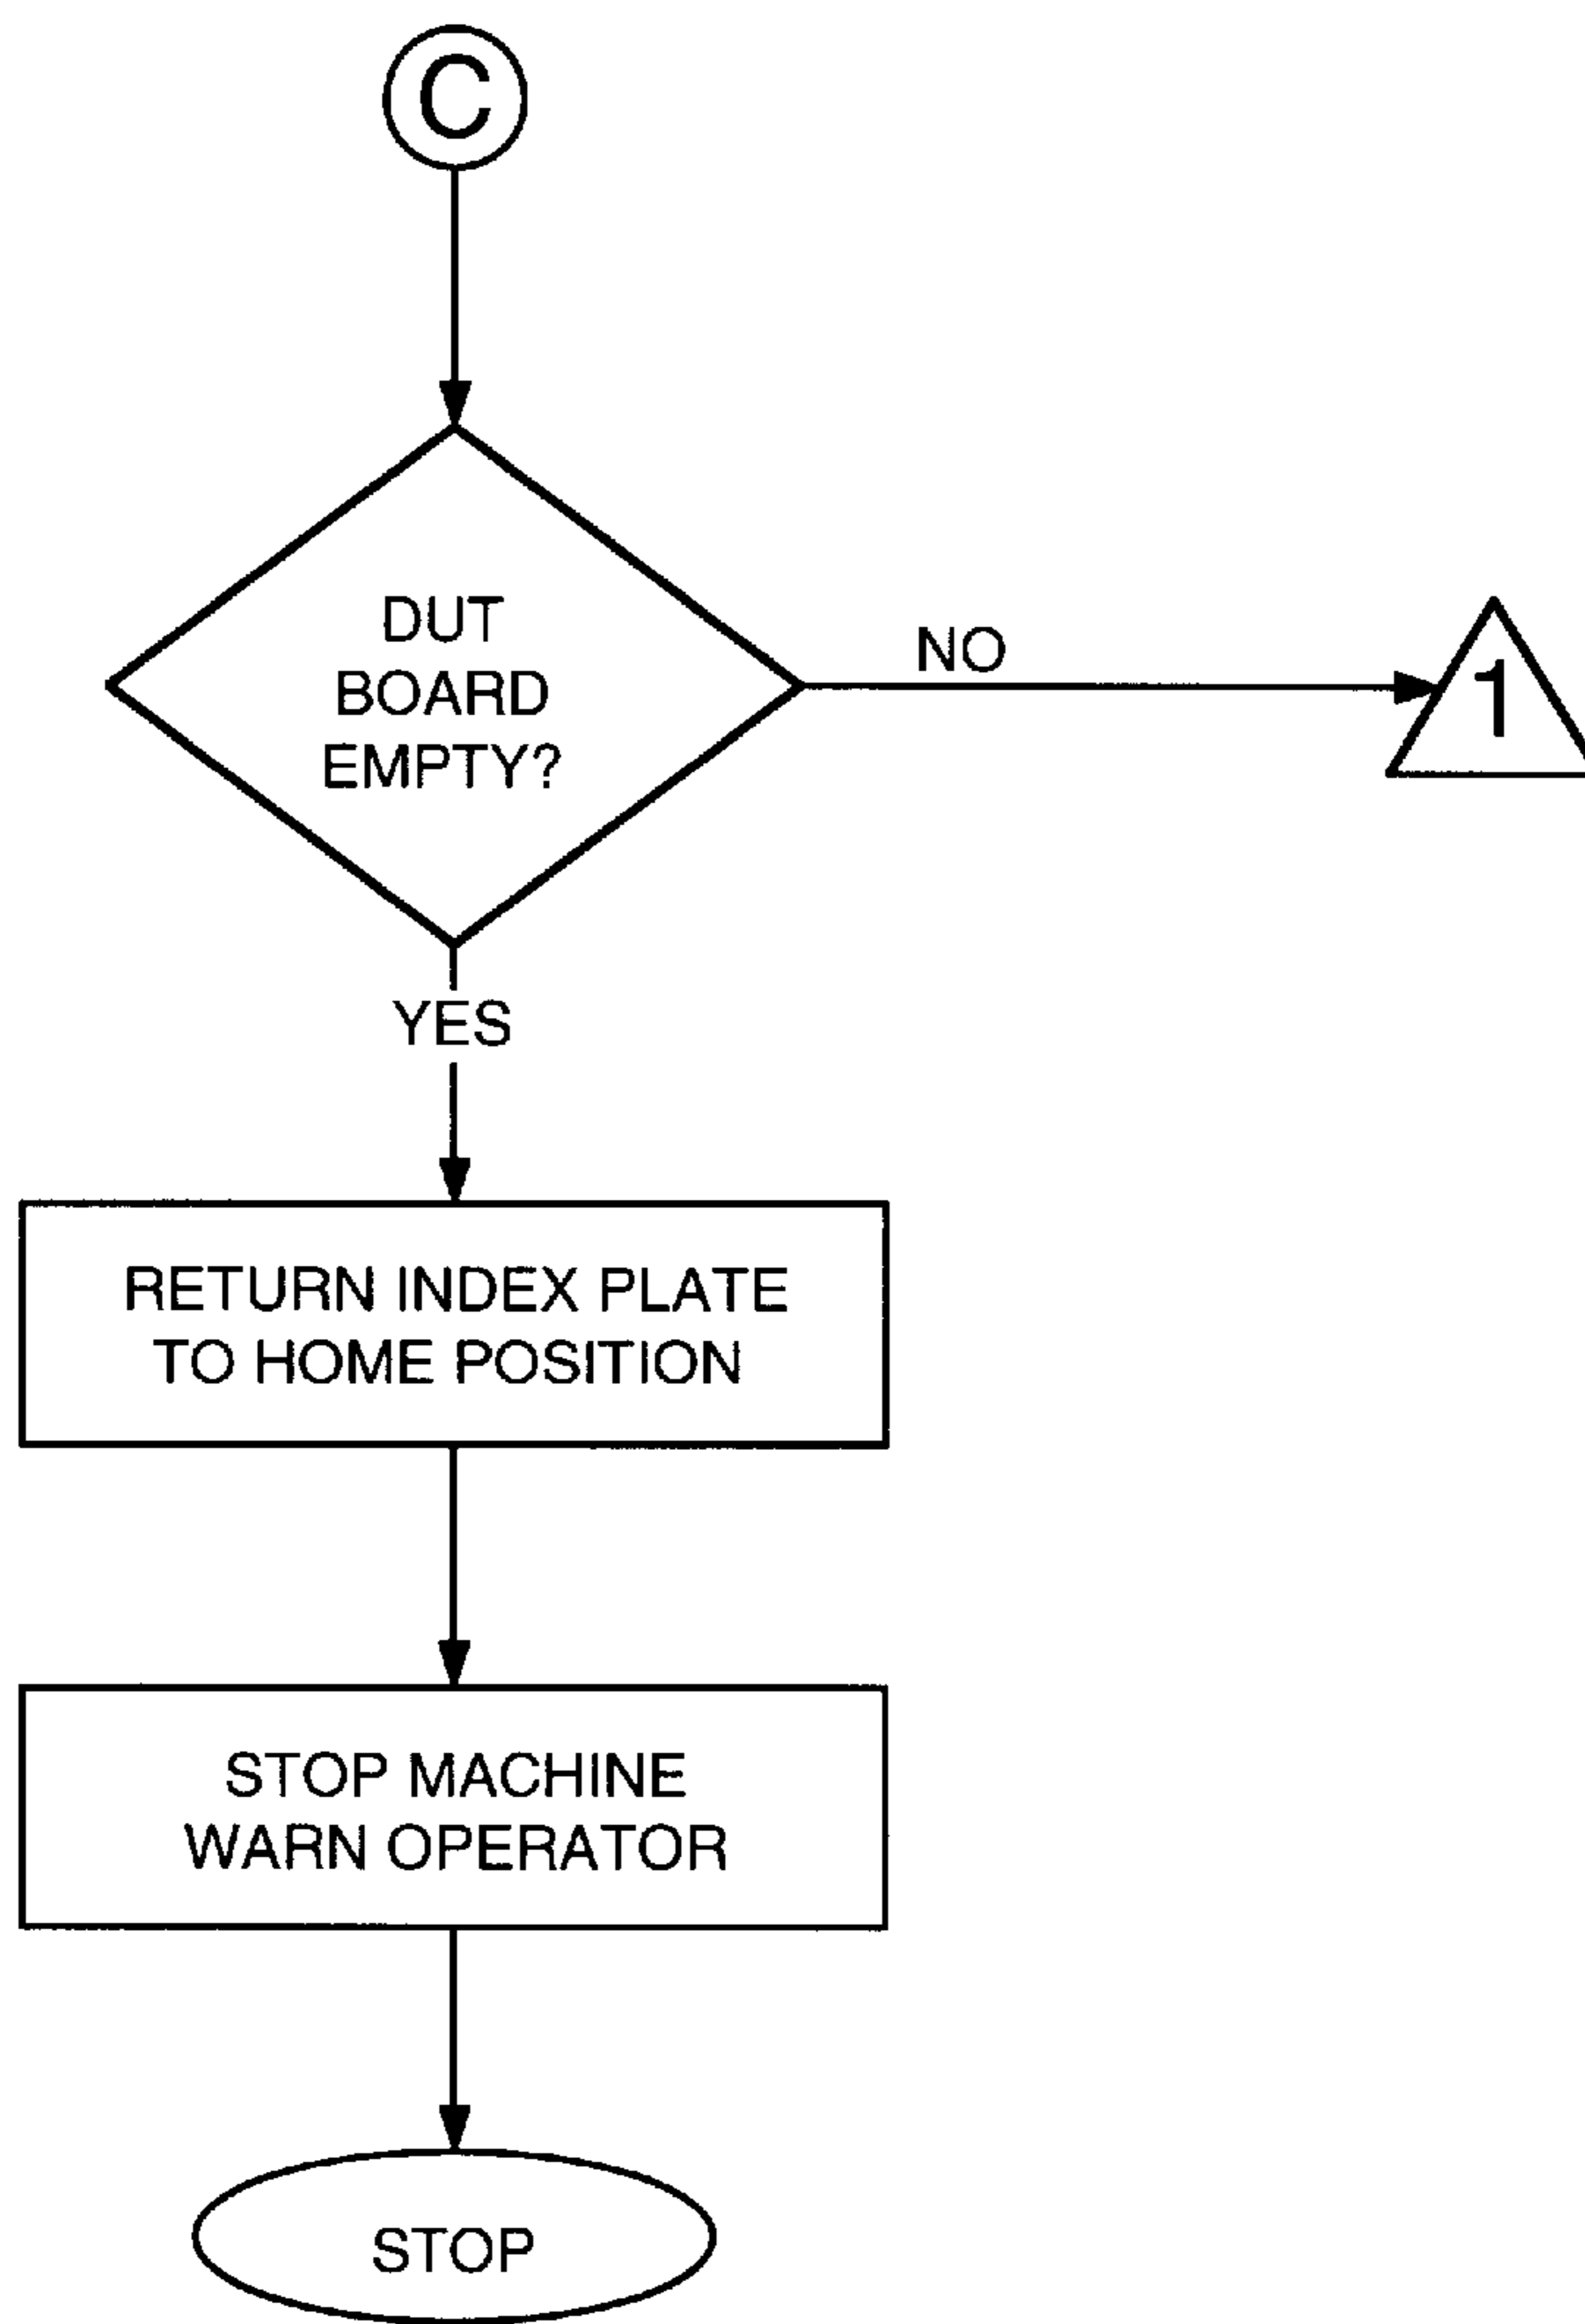 C
DUT
BOARD
EMPTY?
NO
1
YES
RETURN INDEX PLATE
TO HOME POSITION
STOP MACHINE
WARN OPERATOR
STOP